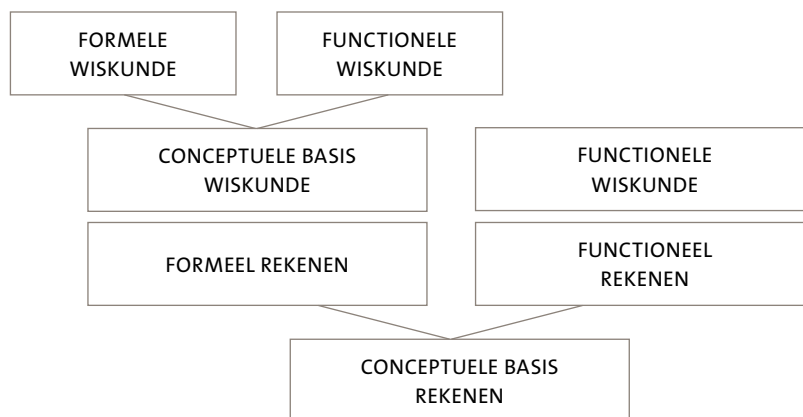 FORMELE
WISKUNDE
FUNCTIONELE
WISKUNDE
CONCEPTUELE BASIS
WISKUNDE
FUNCTIONELE
WISKUNDE
FORMEEL REKENEN
FUNCTIONEEL
REKENEN
CONCEPTUELE BASIS
REKENEN